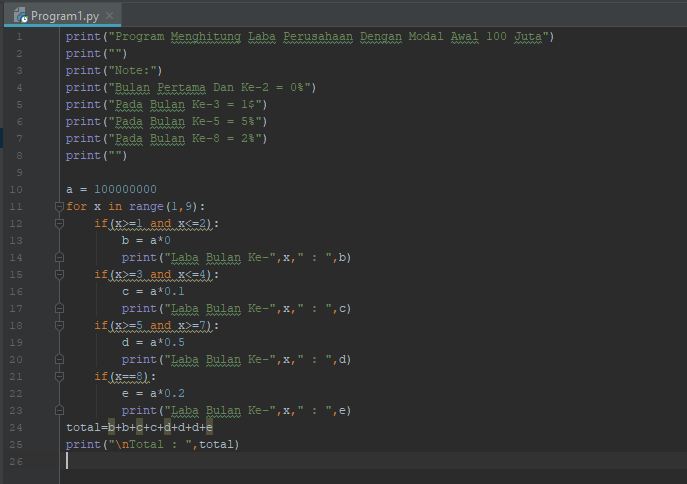 Program1.py
1 print("Program Menghitung Laba Perusahaan Dengan Modal Awal 100 Juta")
2 print("")
3 print("Note:")
4 print("Bulan Pertama Dan Ke-2 = 0%")
5 print("Pada Bulan Ke-3 = 1$")
6 print("Pada Bulan Ke-5 = 5%")
7 print("Pada Bulan Ke-8 = 2%")
8 print("")
9
10 a = 100000000
11 for x in range(1,9):
12     if(x>=1 and x<=2):
13         b = a*0
14         print("Laba Bulan Ke-",x," : ",b)
15     if(x>=3 and x<=4):
16         c = a*0.1
17         print("Laba Bulan Ke-",x," : ",c)
18     if(x>=5 and x>=7):
19         d = a*0.5
20         print("Laba Bulan Ke-",x," : ",d)
21     if(x==8):
22         e = a*0.2
23         print("Laba Bulan Ke-",x," : ",e)
24 total=b+b+c+c+d+d+d+e
25 print("\nTotal : ",total)
26